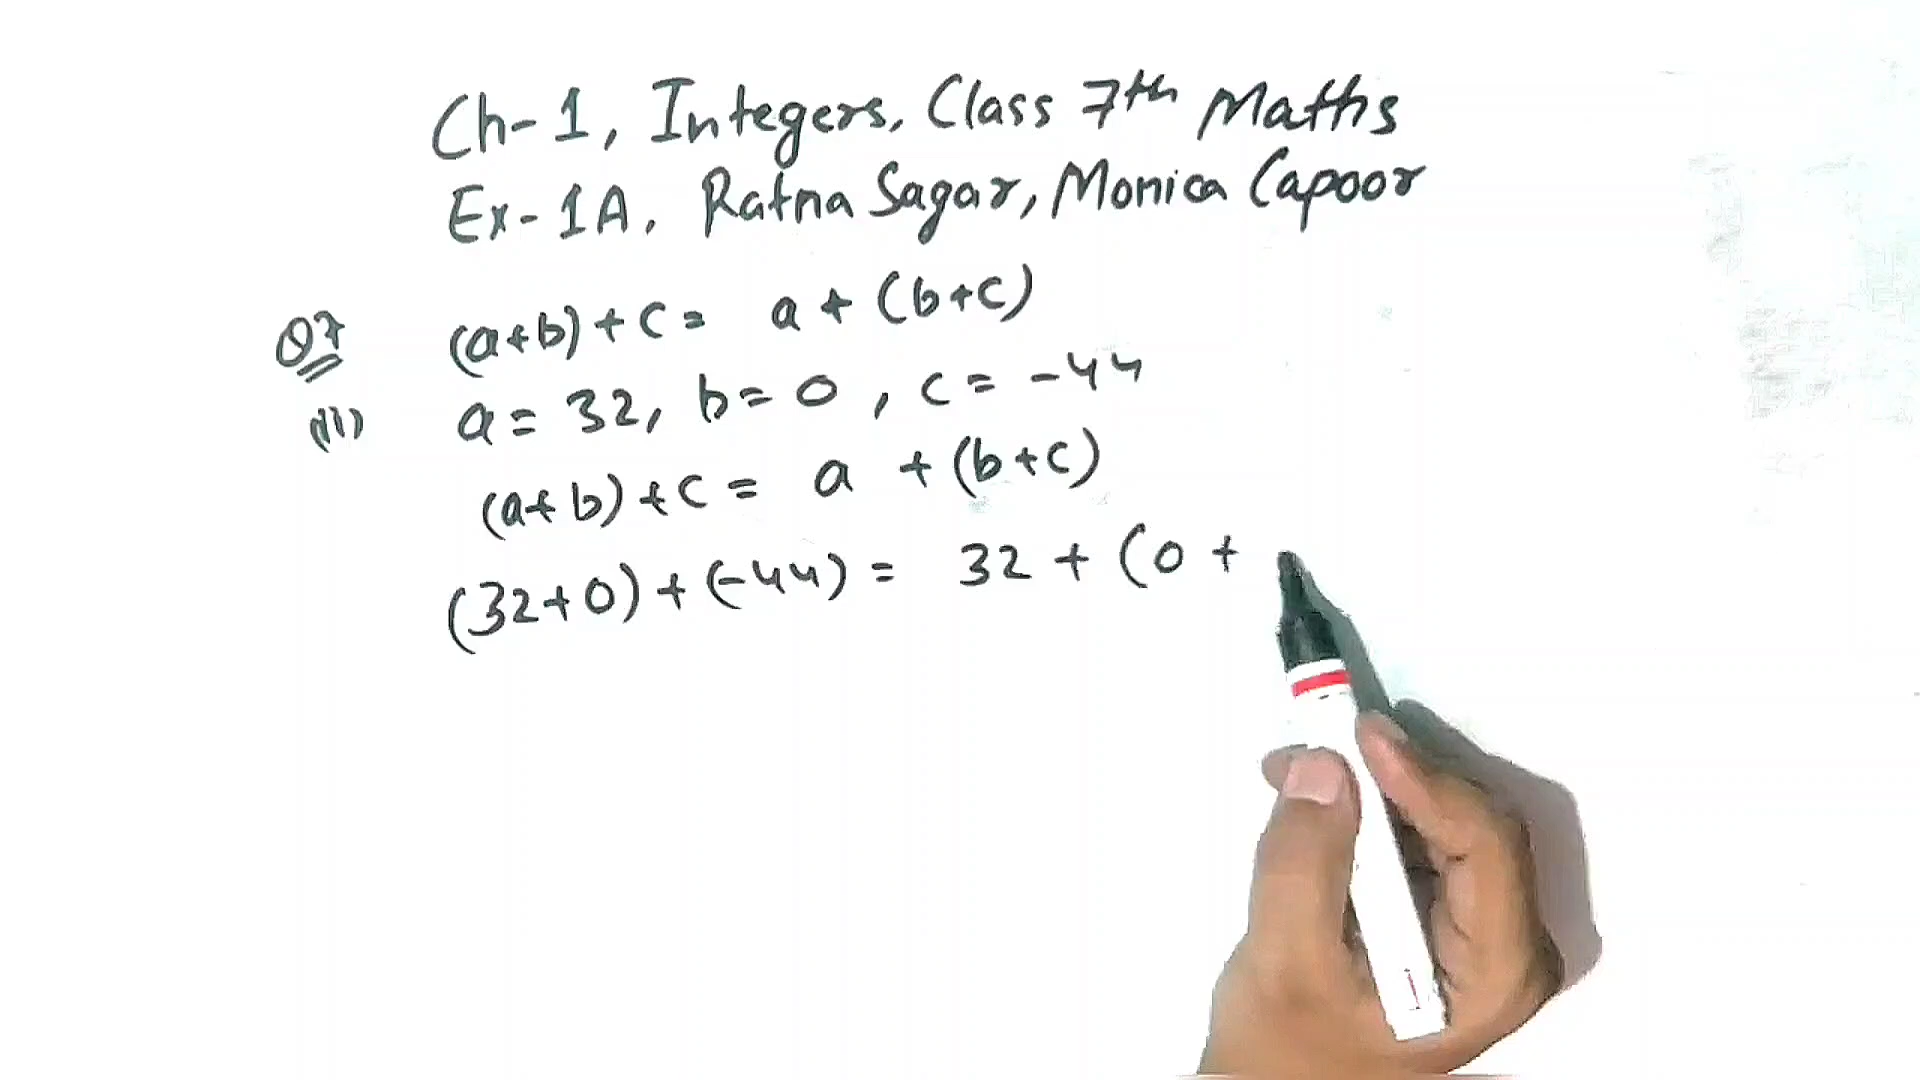 Ch-1, Integers, Class 7th Maths
Ex-1A, Ratna Sagar, Monica Capoor
Q7 (a+b)+c= a+(b+c)
(ii) a=32, b=0, c=-44
(a+b)+c= a+(b+c)
(32+0)+(-44)= 32+(0+